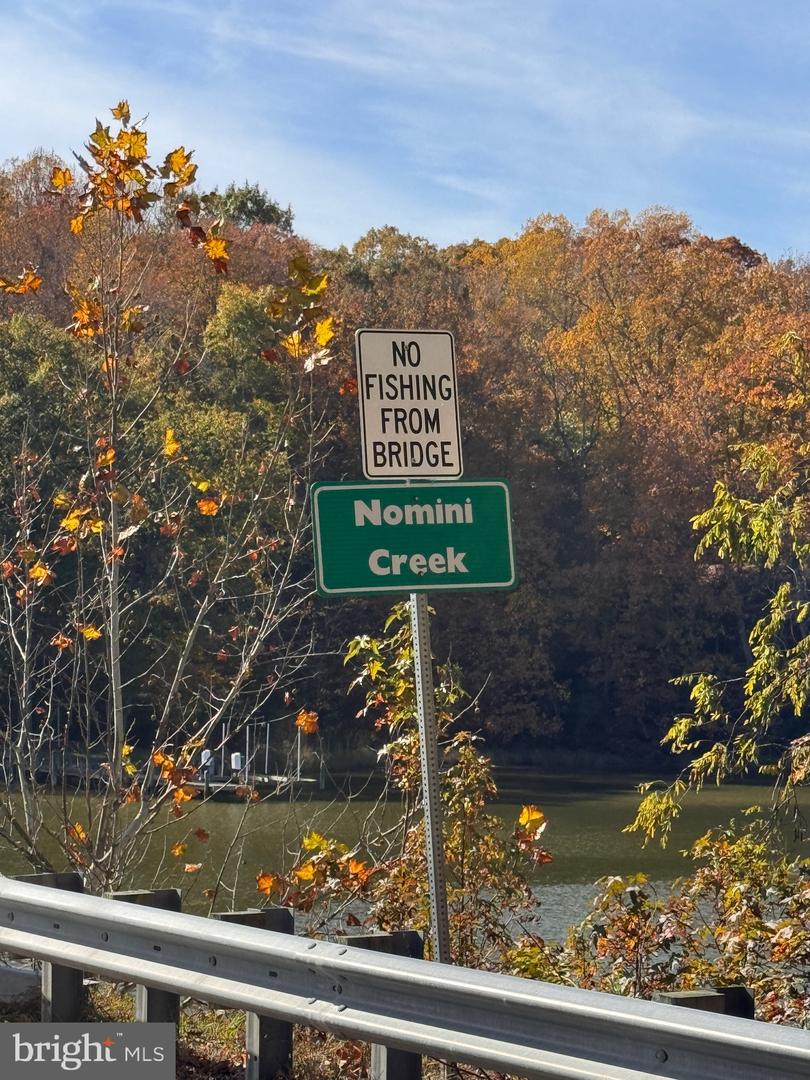 NO
FISHING
FROM
BRIDGE
Nomini
Creek
bright MLS